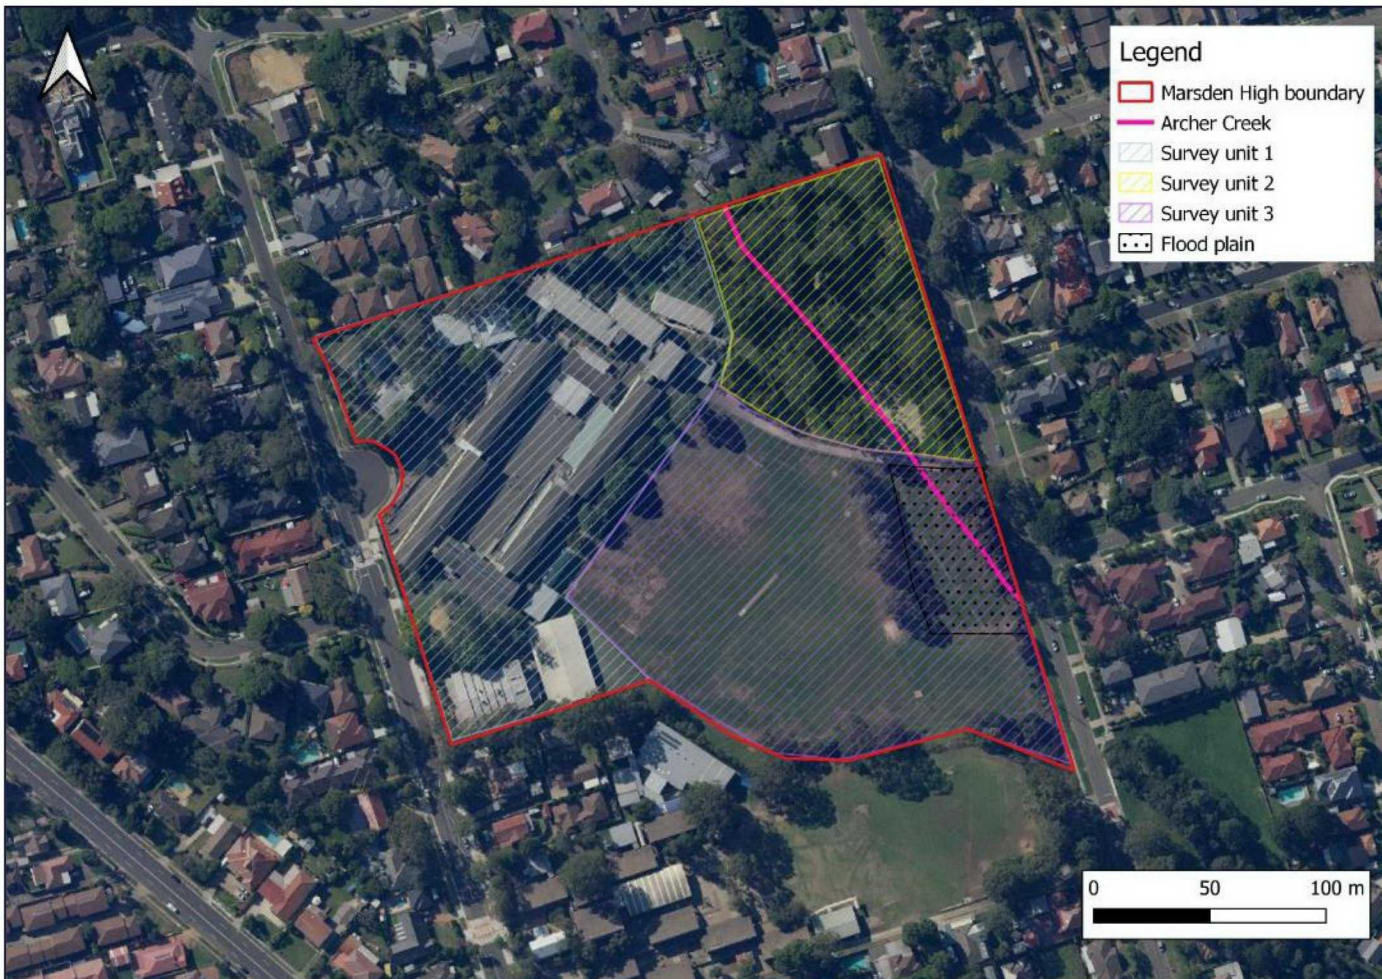 Legend
Marsden High boundary
Archer Creek
Survey unit 1
Survey unit 2
Survey unit 3
Flood plain
0 50 100 m